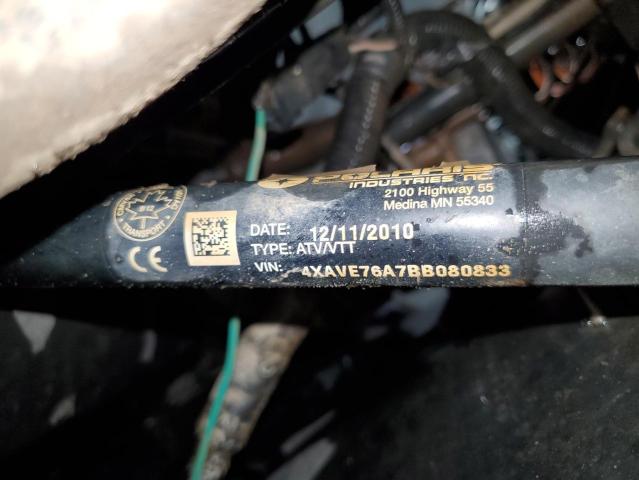 POLARIS
INDUSTRIES INC
2100 Highway 55
Medina MN 55340
DATE: 12/11/2010
TYPE: ATV/VTT
VIN: 4XAVE76A7BB080833
TRANSPORT
CE